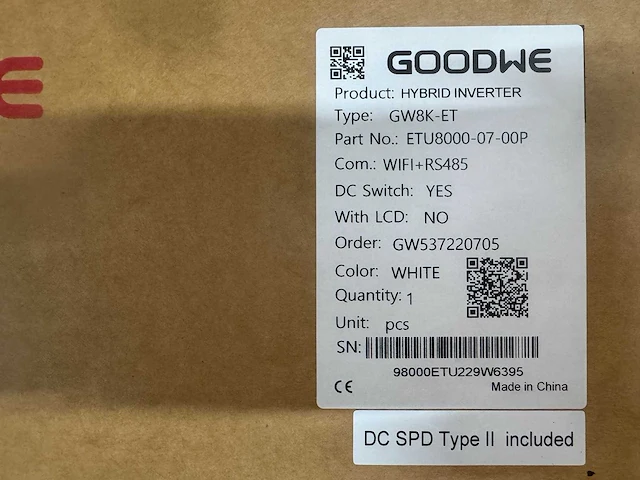 E
GOODWE
Product: HYBRID INVERTER
Type: GW8K-ET
Part No.: ETU8000-07-00P
Com.: WIFI+RS485
DC Switch: YES
With LCD: NO
Order: GW537220705
Color: WHITE
Quantity: 1
Unit: pcs
SN:
98000ETU229W6395
CE Made in China
DC SPD Type II included